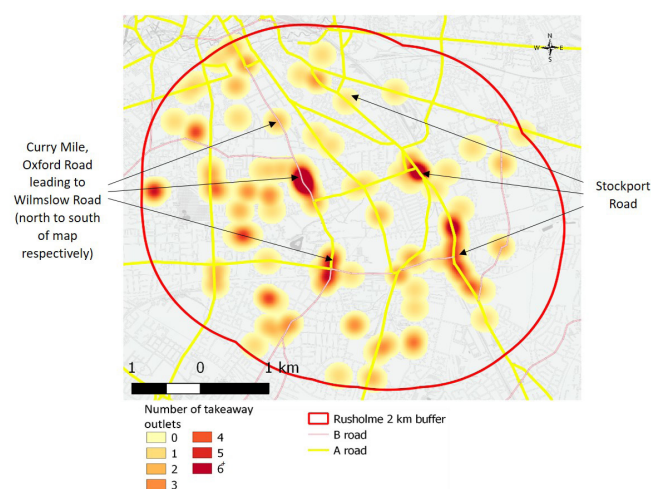 N
W E
S
Curry Mile,
Oxford Road
leading to
Wilmslow Road
(north to south
of map
respectively)
Stockport
Road
1 0 1 km
Number of takeaway
outlets
0
1
2
3
4
5
6+
Rusholme 2 km buffer
B road
A road